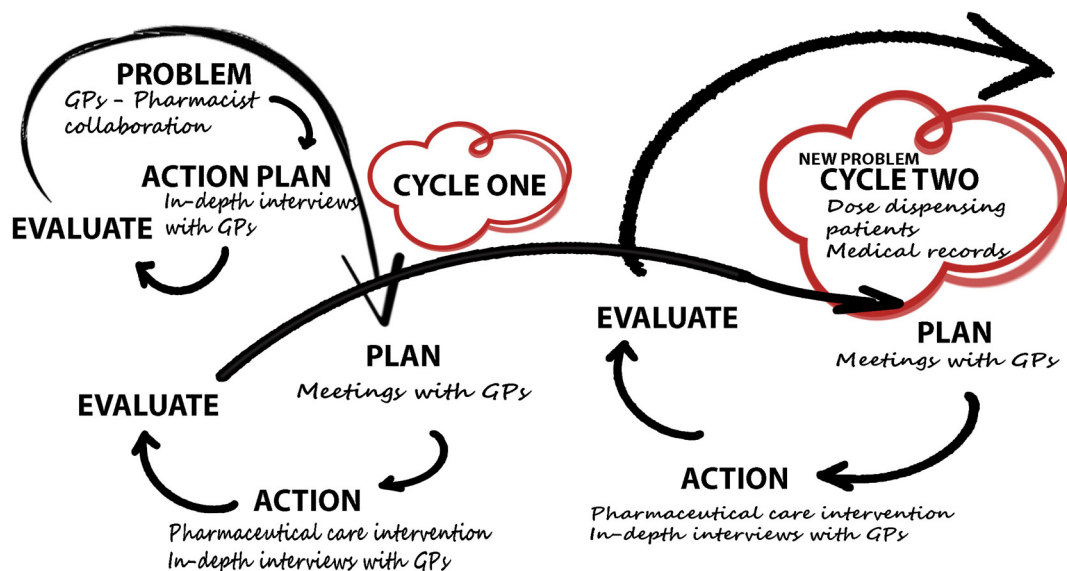 PROBLEM
GPs - Pharmacist
collaboration
ACTION PLAN
In-depth interviews
with GPs
EVALUATE
CYCLE ONE
PLAN
Meetings with GPs
ACTION
Pharmaceutical care intervention
In-depth interviews with GPs
EVALUATE
NEW PROBLEM
CYCLE TWO
Dose dispensing
patients
Medical records
PLAN
Meetings with GPs
ACTION
Pharmaceutical care intervention
In-depth interviews with GPs
EVALUATE